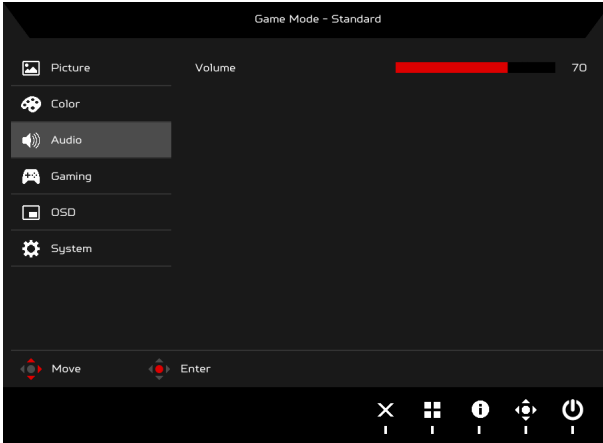 Game Mode - Standard
Picture
Volume
70
Color
Audio
Gaming
OSD
System
Move
Enter